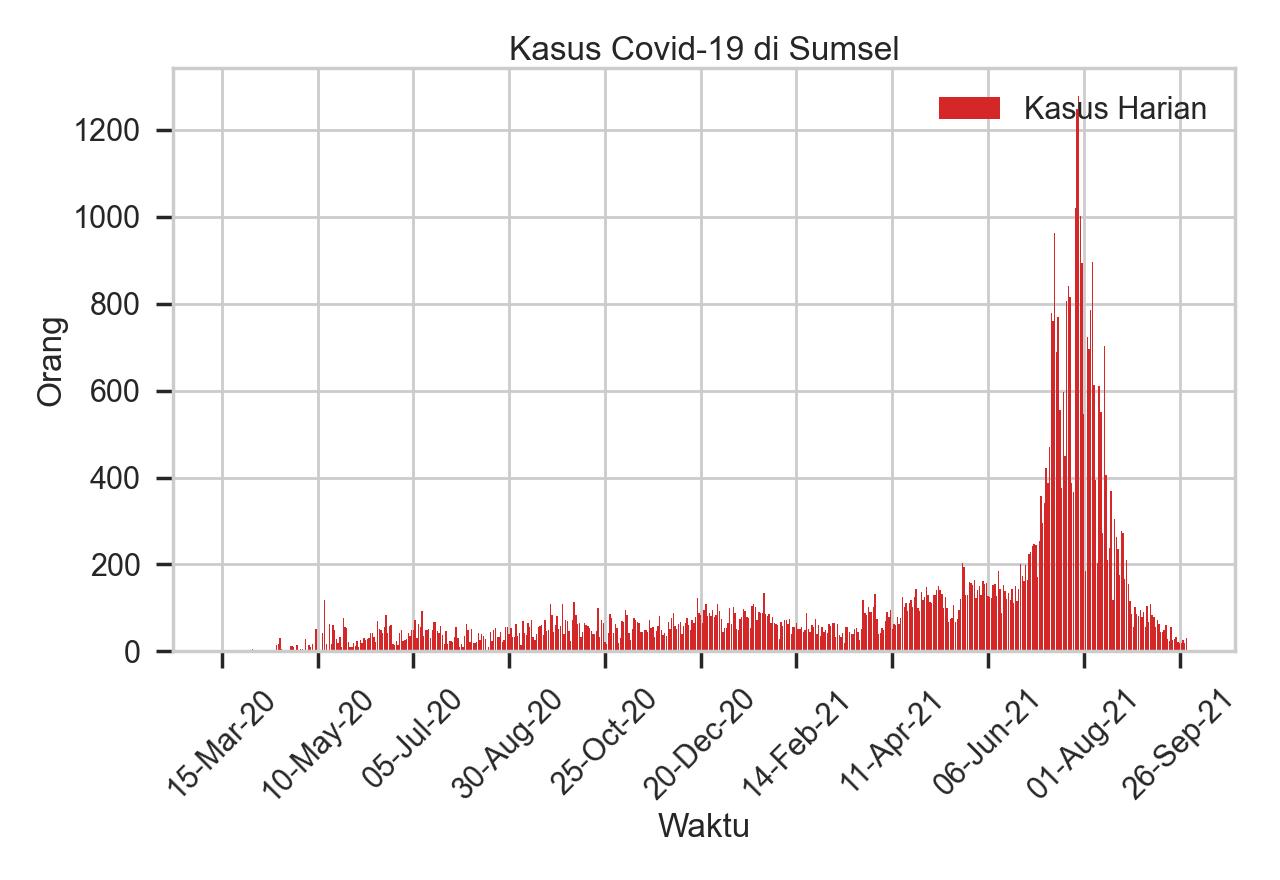 Kasus Covid-19 di Sumsel
Kasus Harian
Orang
1200
1000
800
600
400
200
0
15-Mar-20
10-May-20
05-Jul-20
30-Aug-20
25-Oct-20
20-Dec-20
14-Feb-21
11-Apr-21
06-Jun-21
01-Aug-21
26-Sep-21
Waktu